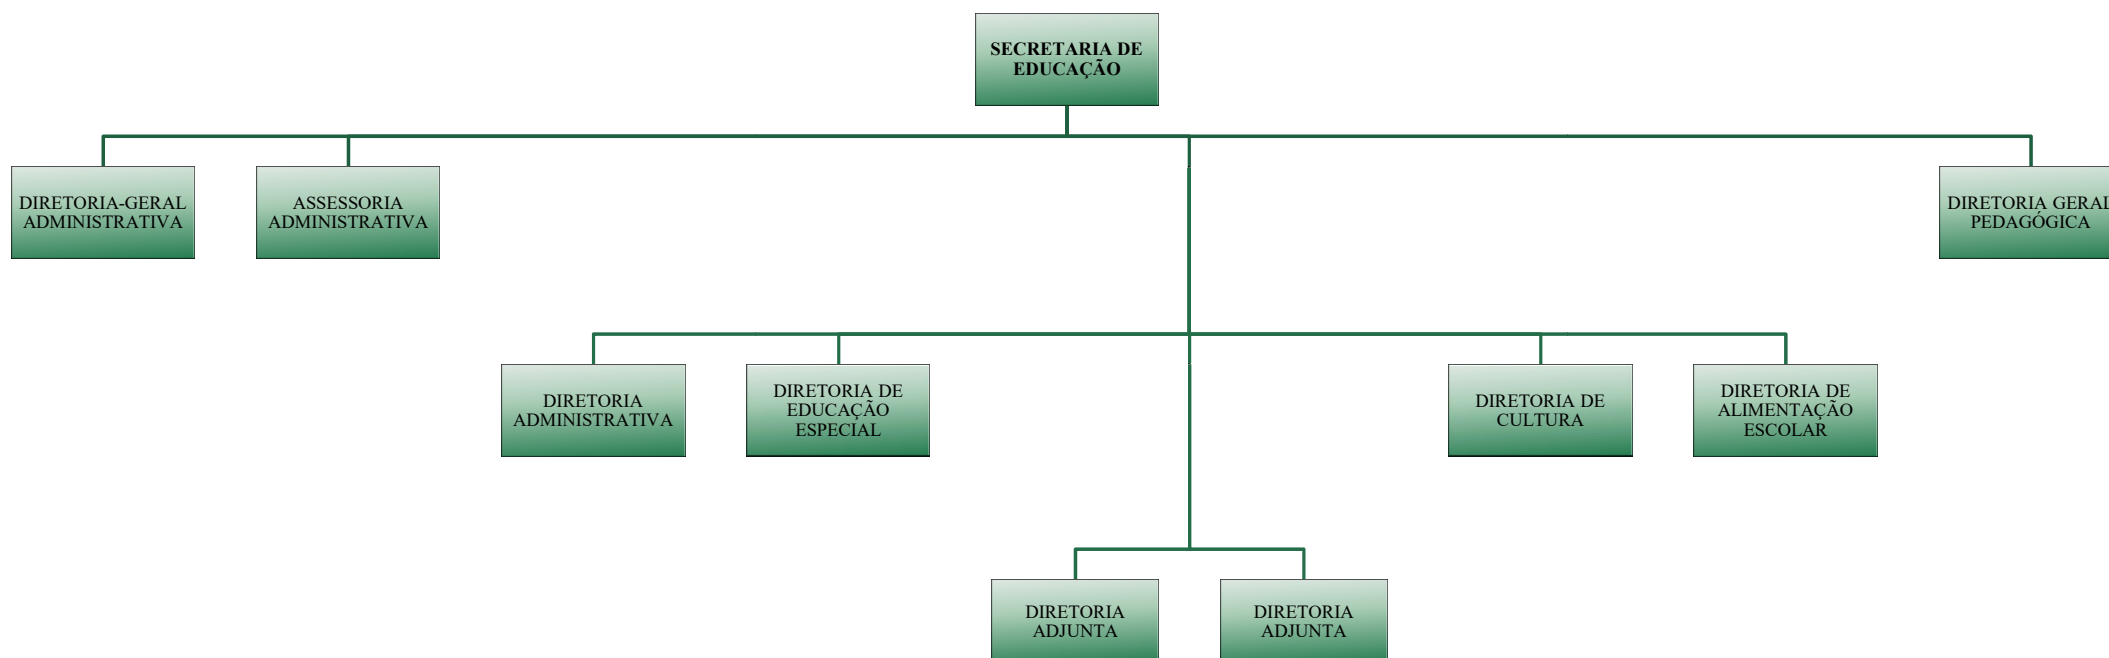 SECRETARIA DE
EDUCAÇÃO
DIRETORIA-GERAL
ADMINISTRATIVA
ASSESSORIA
ADMINISTRATIVA
DIRETORIA GERAL
PEDAGÓGICA
DIRETORIA
ADMINISTRATIVA
DIRETORIA DE
EDUCAÇÃO
ESPECIAL
DIRETORIA DE
CULTURA
DIRETORIA DE
ALIMENTAÇÃO
ESCOLAR
DIRETORIA
ADJUNTA
DIRETORIA
ADJUNTA